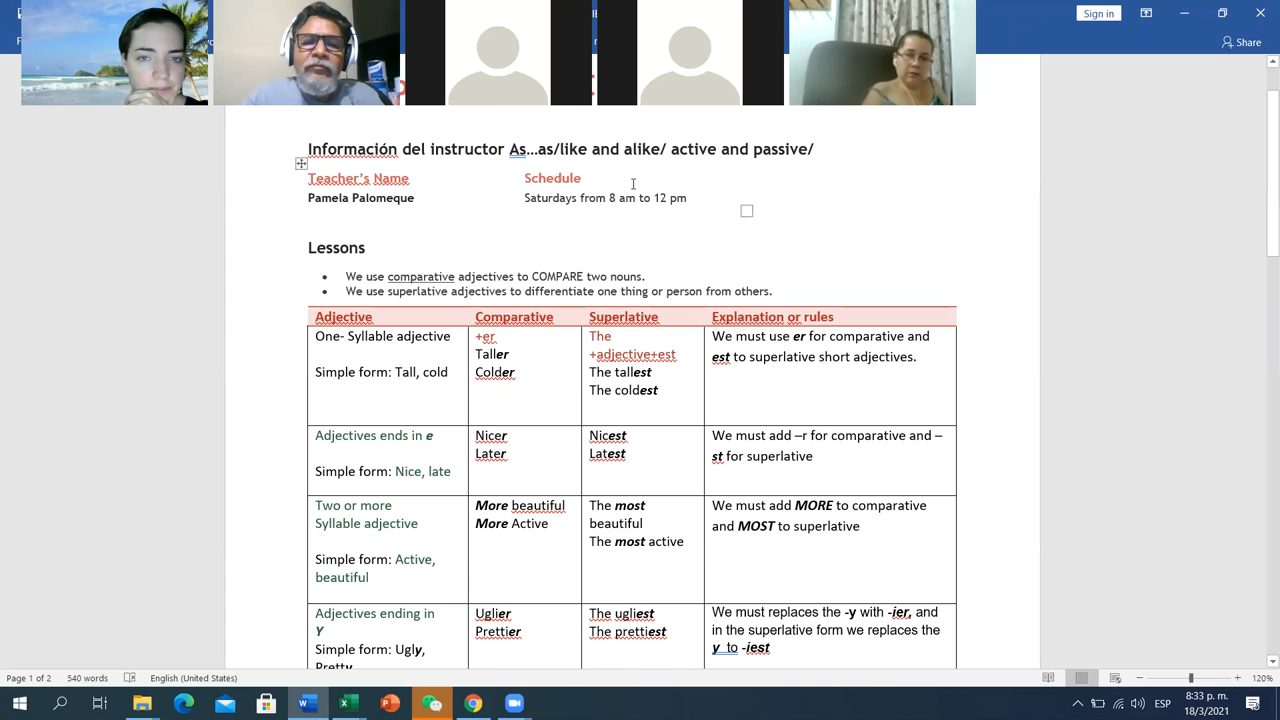 Sign in
Share
Información del instructor As…as/like and alike/ active and passive/
Teacher's Name
Schedule
Pamela Palomeque
Saturdays from 8 am to 12 pm
Lessons
• We use comparative adjectives to COMPARE two nouns.
• We use superlative adjectives to differentiate one thing or person from others.
Adjective
Comparative
Superlative
Explanation or rules
One- Syllable adjective
Simple form: Tall, cold
+er
Taller
Colder
The
+adjective+est
The tallest
The coldest
We must use er for comparative and
est to superlative short adjectives.
Adjectives ends in e
Simple form: Nice, late
Nicer
Later
Nicest
Latest
We must add –r for comparative and –
st for superlative
Two or more
Syllable adjective
Simple form: Active,
beautiful
More beautiful
More Active
The most
beautiful
The most active
We must add MORE to comparative
and MOST to superlative
Adjectives ending in
Y
Simple form: Ugly,
Pretty
Uglier
Prettier
The ugliest
The prettiest
We must replaces the -y with -ier, and
in the superlative form we replaces the
y to -iest
Page 1 of 2
540 words
English (United States)
120%
ESP
8:33 p. m.
18/3/2021